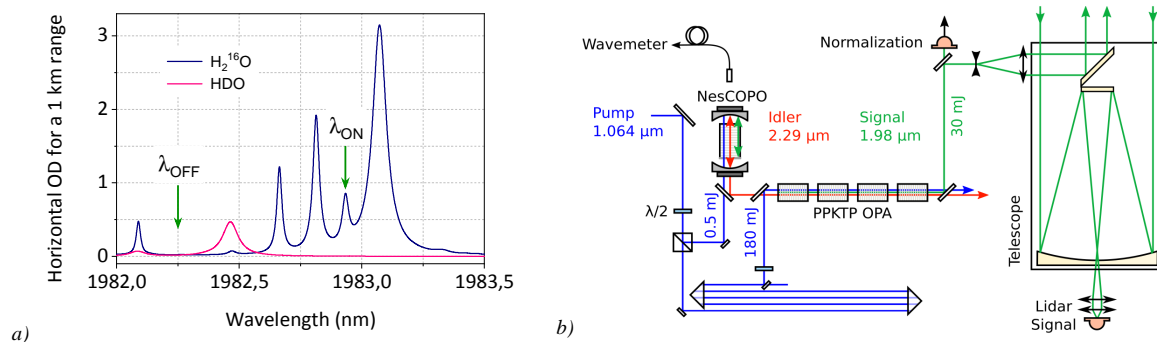 Horizontal OD for a 1 km range
3
2
1
0
H₂¹⁶O
HDO
λOFF
λON
1982,0
1982,5
1983,0
1983,5
Wavelength (nm)
a)
Wavemeter
NesCOPO
Pump
1.064 µm
Idler
2.29 µm
Signal
1.98 µm
Normalization
30 mJ
λ/2
0.5 mJ
180 mJ
PPKTP OPA
Telescope
Lidar
Signal
b)